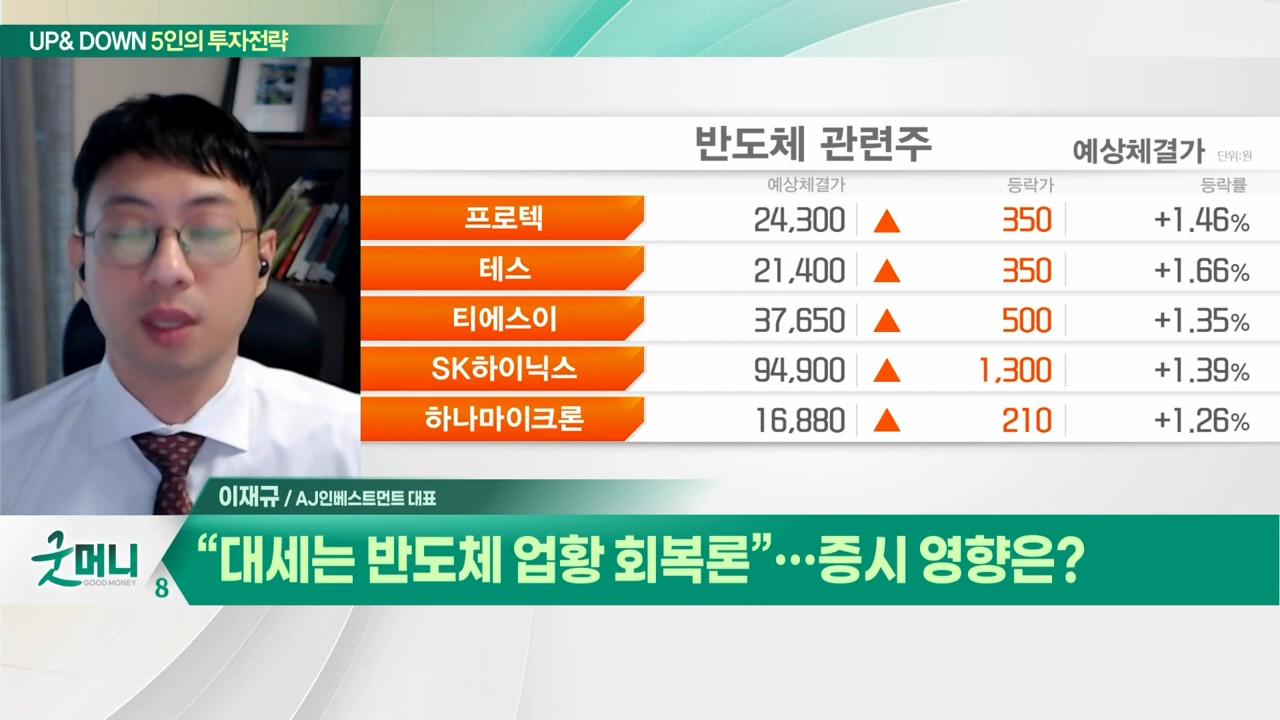 UP& DOWN 5인의 투자전략
반도체 관련주
예상체결가 단위:원
예상체결가 등락가 등락률
프로텍 24,300 ▲ 350 +1.46%
테스 21,400 ▲ 350 +1.66%
티에스이 37,650 ▲ 500 +1.35%
SK하이닉스 94,900 ▲ 1,300 +1.39%
하나마이크론 16,880 ▲ 210 +1.26%
이재규 / AJ인베스트먼트 대표
“대세는 반도체 업황 회복론”…증시 영향은?
굿머니
GOOD MONEY
8